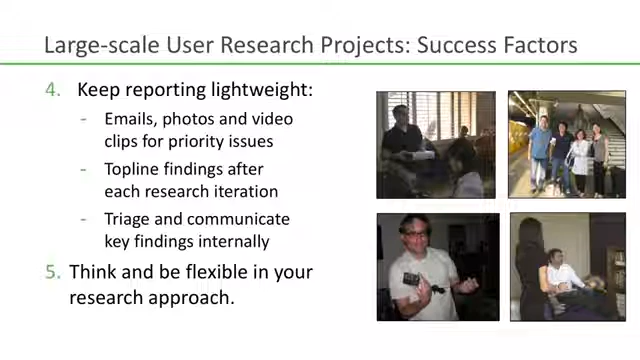 Large-scale User Research Projects: Success Factors
4. Keep reporting lightweight:
- Emails, photos and video
clips for priority issues
- Topline findings after
each research iteration
- Triage and communicate
key findings internally
5. Think and be flexible in your
research approach.